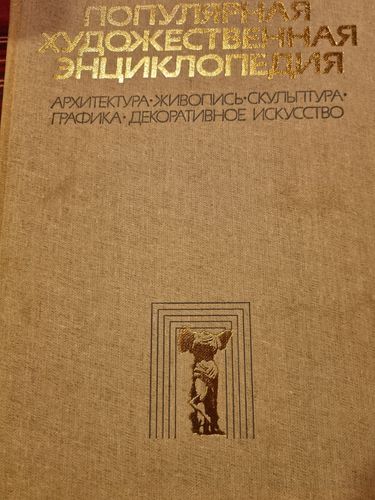 ПОПУЛЯРНАЯ
ХУДОЖЕСТВЕННАЯ
ЭНЦИКЛОПЕДИЯ
АРХИТЕКТУРА·ЖИВОПИСЬ·СКУЛЬПТУРА·
ГРАФИКА·ДЕКОРАТИВНОЕ ИСКУССТВО